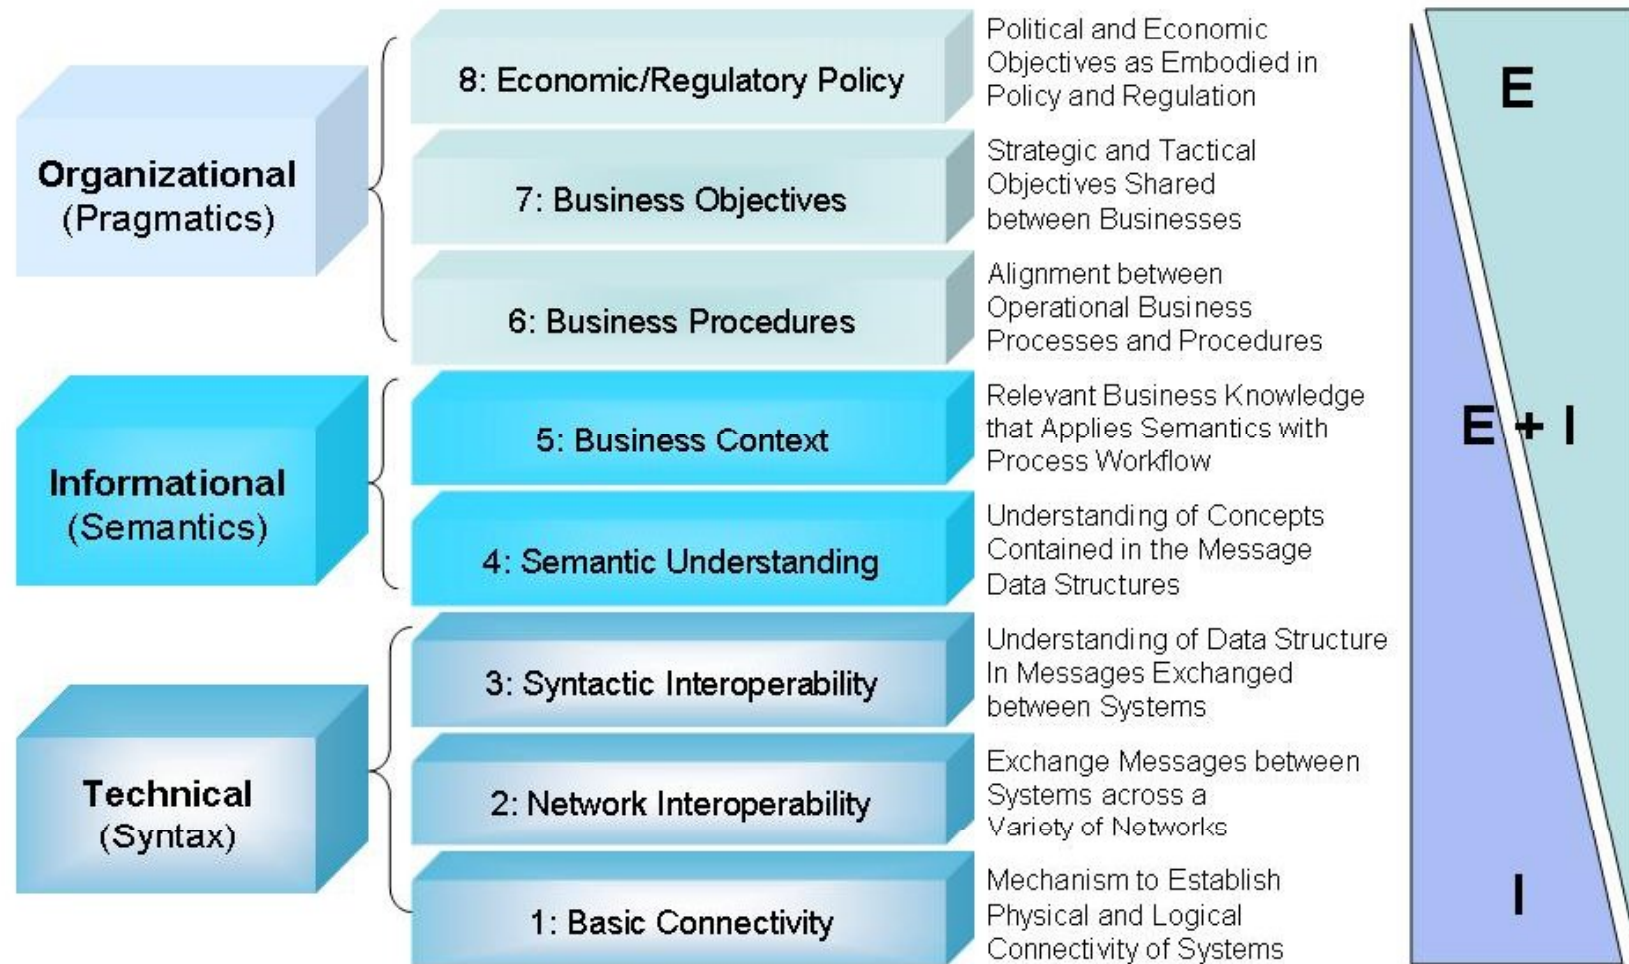 Organizational
(Pragmatics)
8: Economic/Regulatory Policy
Political and Economic
Objectives as Embodied in
Policy and Regulation
7: Business Objectives
Strategic and Tactical
Objectives Shared
between Businesses
6: Business Procedures
Alignment between
Operational Business
Processes and Procedures
Informational
(Semantics)
5: Business Context
Relevant Business Knowledge
that Applies Semantics with
Process Workflow
4: Semantic Understanding
Understanding of Concepts
Contained in the Message
Data Structures
Technical
(Syntax)
3: Syntactic Interoperability
Understanding of Data Structure
In Messages Exchanged
between Systems
2: Network Interoperability
Exchange Messages between
Systems across a
Variety of Networks
1: Basic Connectivity
Mechanism to Establish
Physical and Logical
Connectivity of Systems
E
E + I
I